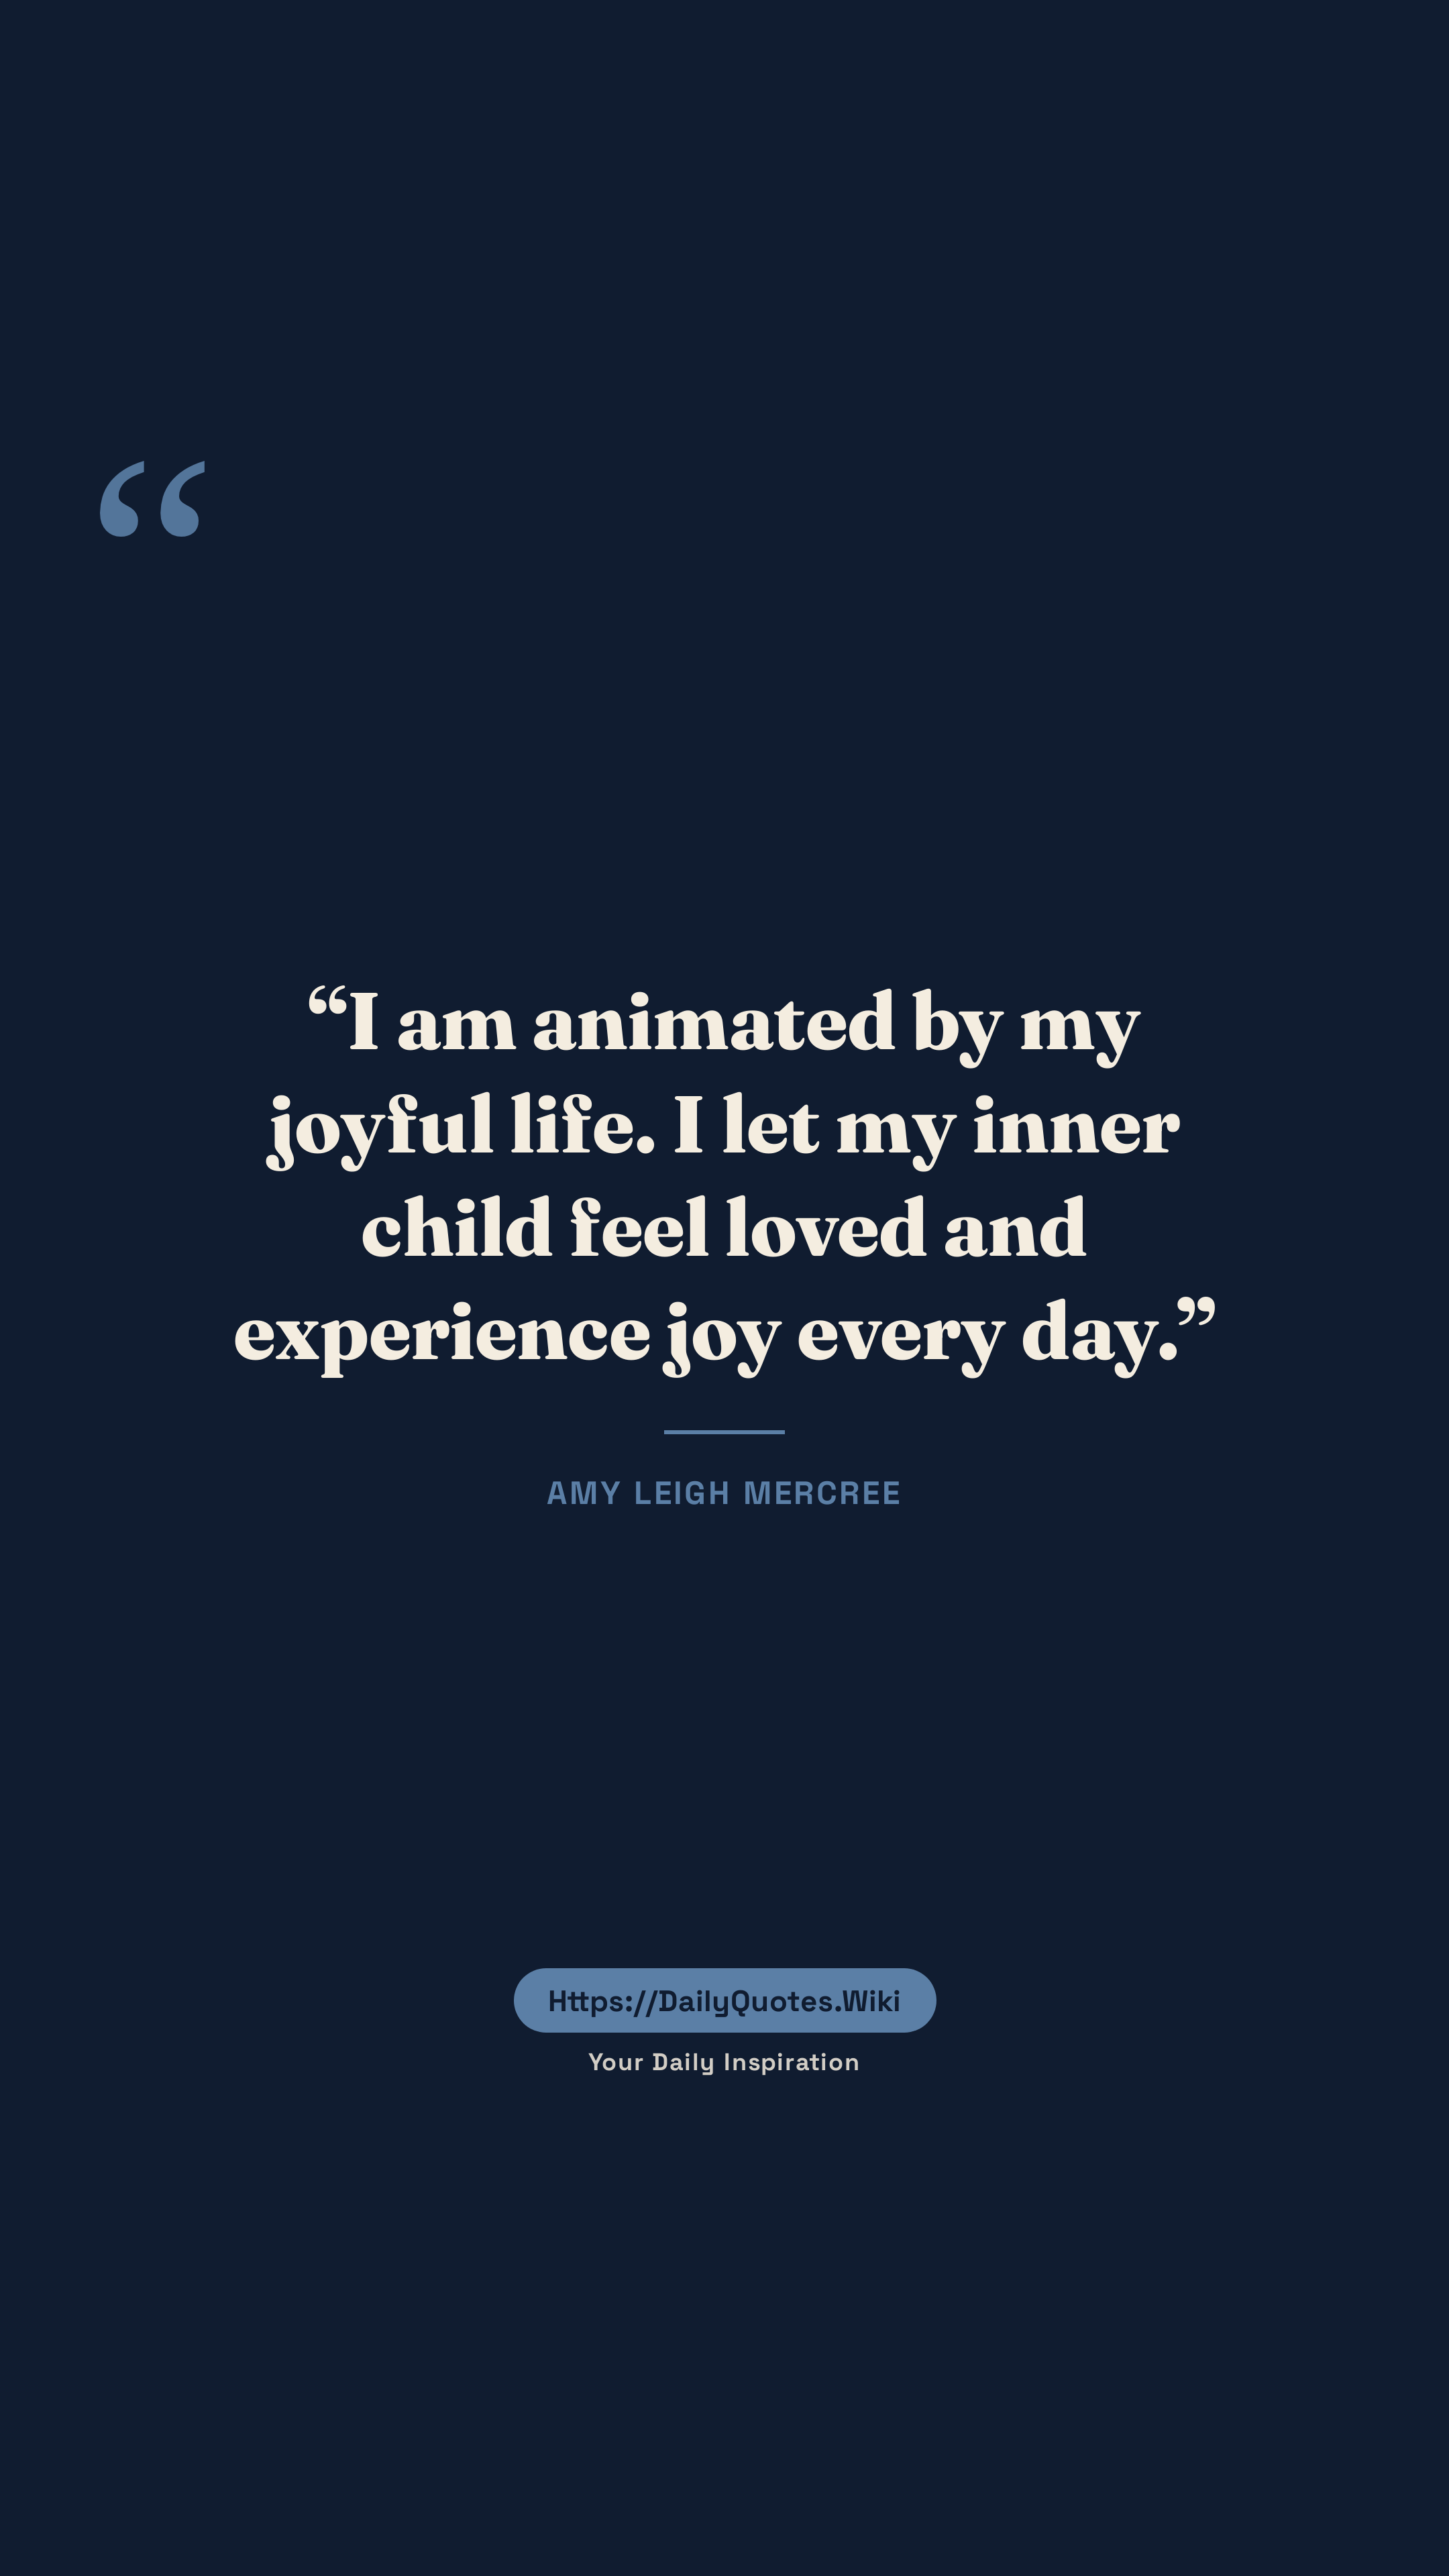 “
“I am animated by my
joyful life. I let my inner
child feel loved and
experience joy every day.”
AMY LEIGH MERCREE
Https://DailyQuotes.Wiki
Your Daily Inspiration